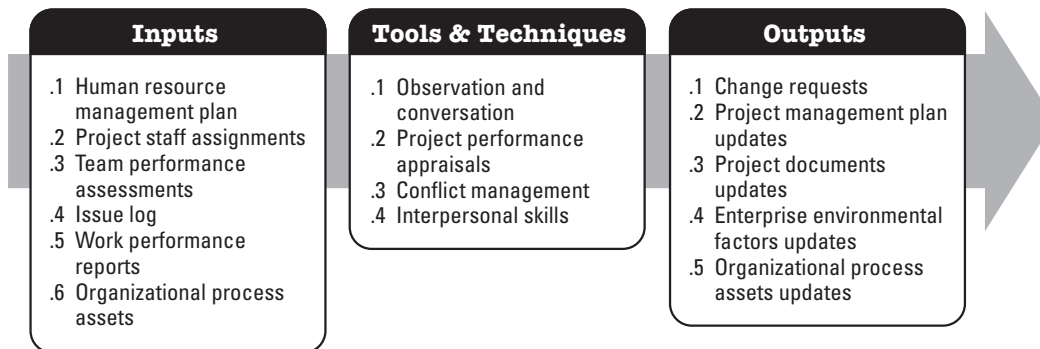 Inputs
.1 Human resource
management plan
.2 Project staff assignments
.3 Team performance
assessments
.4 Issue log
.5 Work performance
reports
.6 Organizational process
assets
Tools & Techniques
.1 Observation and
conversation
.2 Project performance
appraisals
.3 Conflict management
.4 Interpersonal skills
Outputs
.1 Change requests
.2 Project management plan
updates
.3 Project documents
updates
.4 Enterprise environmental
factors updates
.5 Organizational process
assets updates